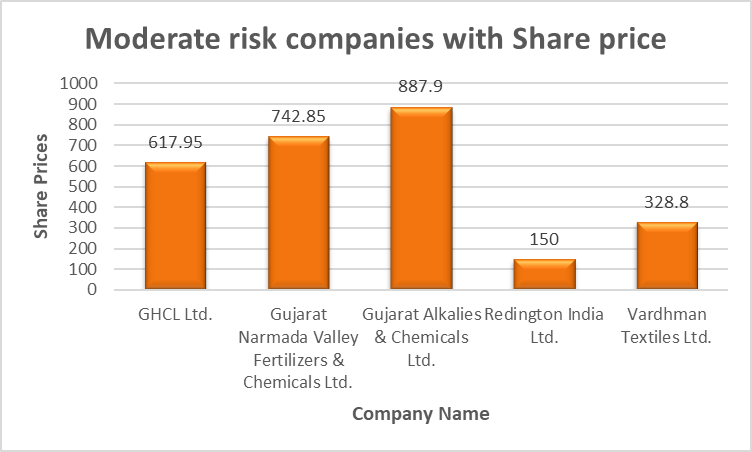 Moderate risk companies with Share price
Share Prices
1000
900
800
700
600
500
400
300
200
100
0
617.95
742.85
887.9
150
328.8
GHCL Ltd.
Gujarat
Narmada Valley
Fertilizers &
Chemicals Ltd.
Gujarat Alkalies
& Chemicals
Ltd.
Redington India
Ltd.
Vardhman
Textiles Ltd.
Company Name